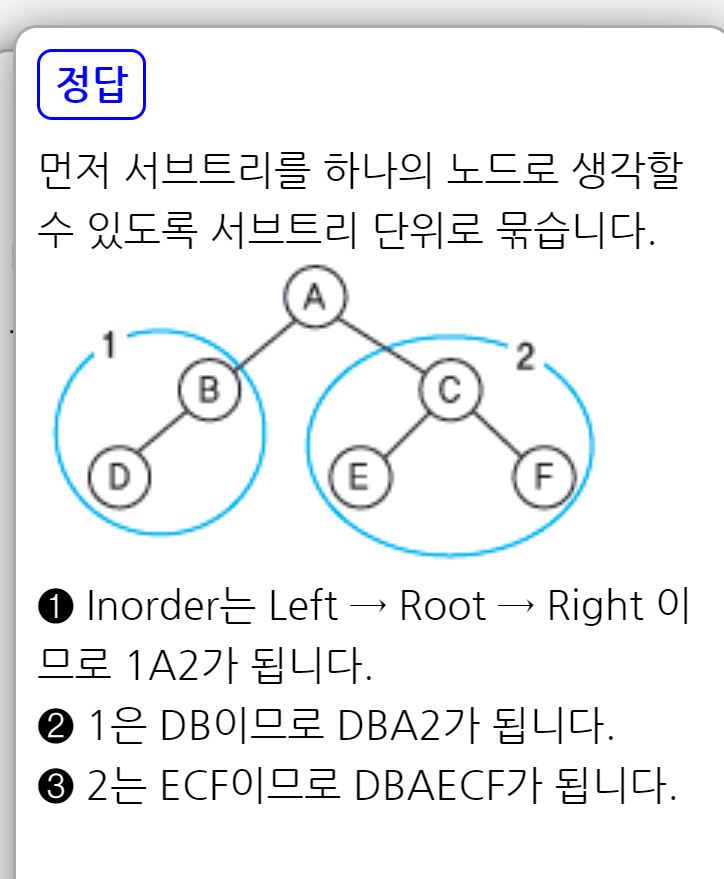 정답
먼저 서브트리를 하나의 노드로 생각할
수 있도록 서브트리 단위로 묶습니다.
A
1
2
B
C
D
E
F
❶ Inorder는 Left → Root → Right 이
므로 1A2가 됩니다.
❷ 1은 DB이므로 DBA2가 됩니다.
❸ 2는 ECF이므로 DBAECF가 됩니다.